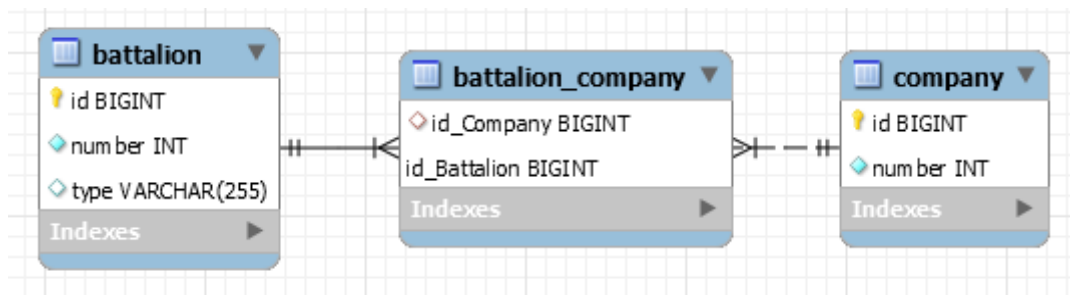 battalion
id BIGINT
number INT
type VARCHAR(255)
Indexes
battalion_company
id_Company BIGINT
id_Battalion BIGINT
Indexes
company
id BIGINT
number INT
Indexes